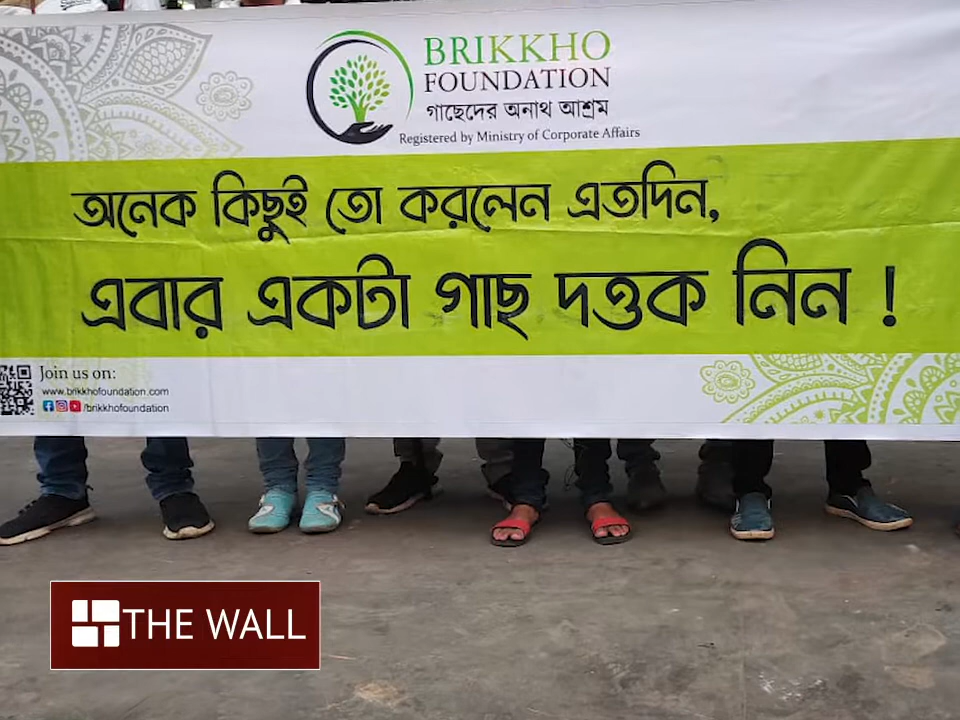 BRIKKHO
FOUNDATION
গাছেদের অনাথ আশ্রম
Registered by Ministry of Corporate Affairs
অনেক কিছুই তো করলেন এতদিন,
এবার একটা গাছ দত্তক নিন !
Join us on:
www.brikkhofoundation.com
/brikkhofoundation
THE WALL